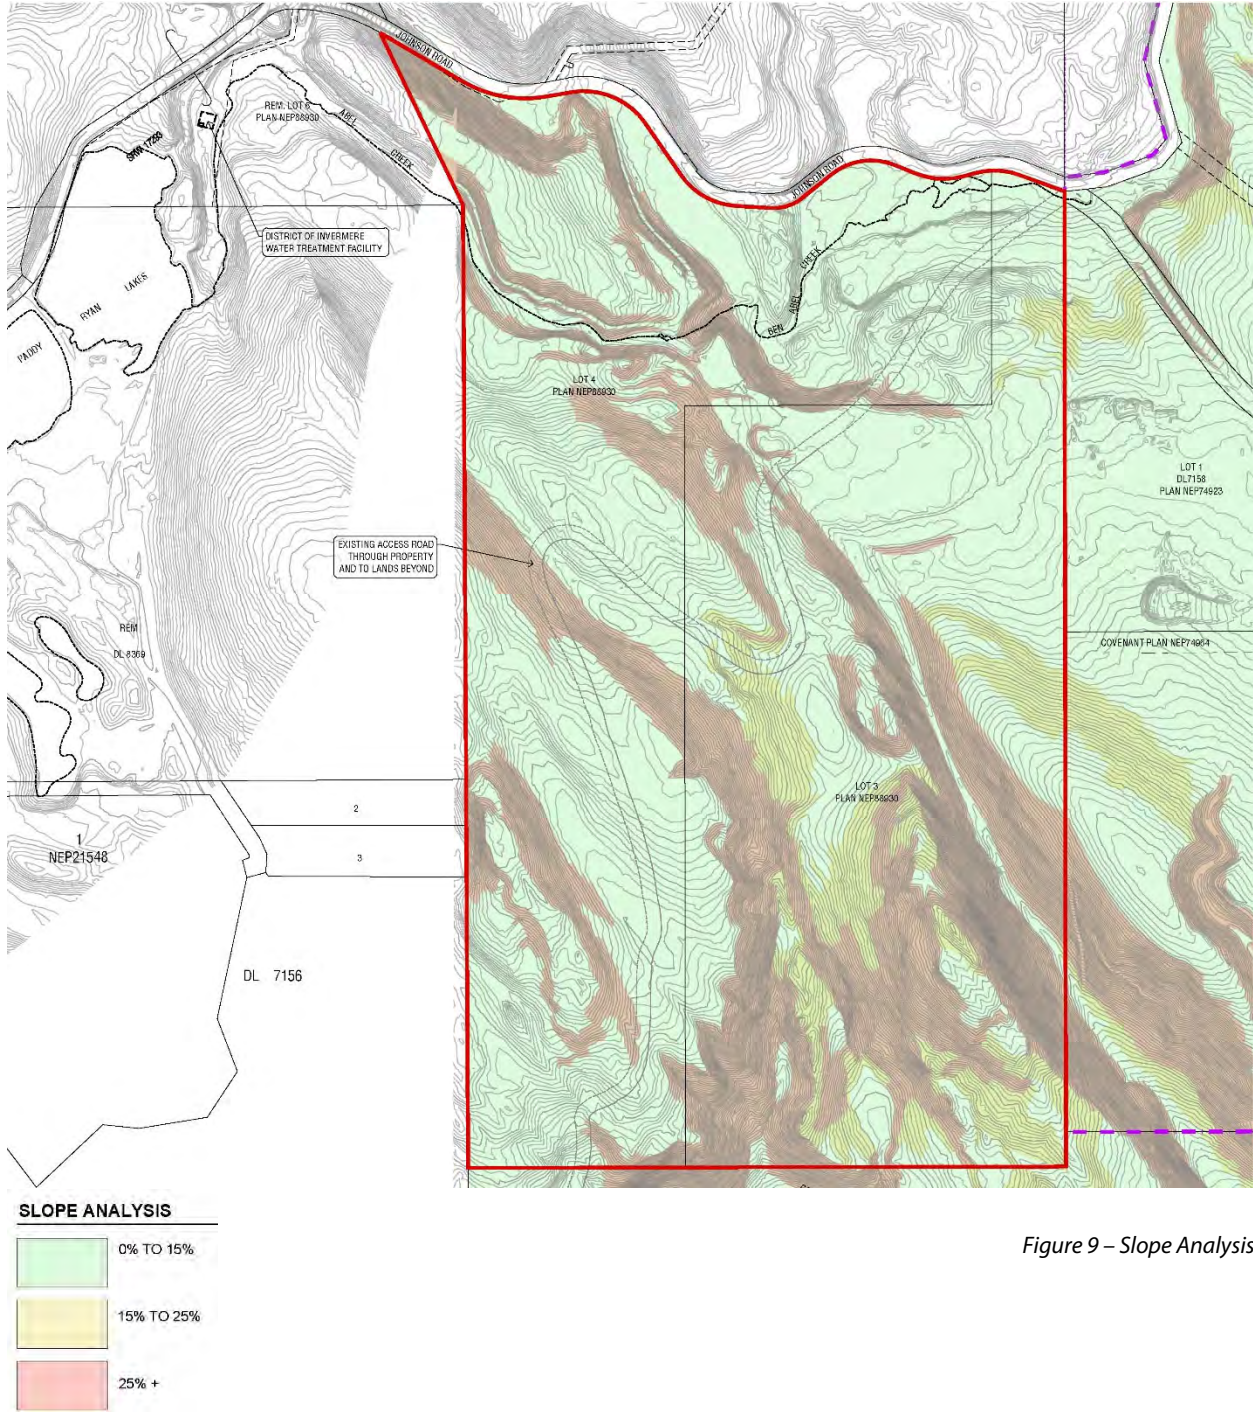 JOHNSON ROAD
REM. LOT 6
PLAN NEP88930
ABEL
CREEK
SRW 17293
DISTRICT OF INVERMERE
WATER TREATMENT FACILITY
RYAN
LAKES
PADDY
JOHNSON ROAD
BEN
ABEL
CREEK
LOT 4
PLAN NEP88930
LOT 1
DL7158
PLAN NEP74923
EXISTING ACCESS ROAD
THROUGH PROPERTY
AND TO LANDS BEYOND
REM
DL 8369
COVENANT PLAN NEP74964
LOT 3
PLAN NEP88930
2
3
1
NEP21548
DL 7156
SLOPE ANALYSIS
0% TO 15%
15% TO 25%
25% +
Figure 9 – Slope Analysis